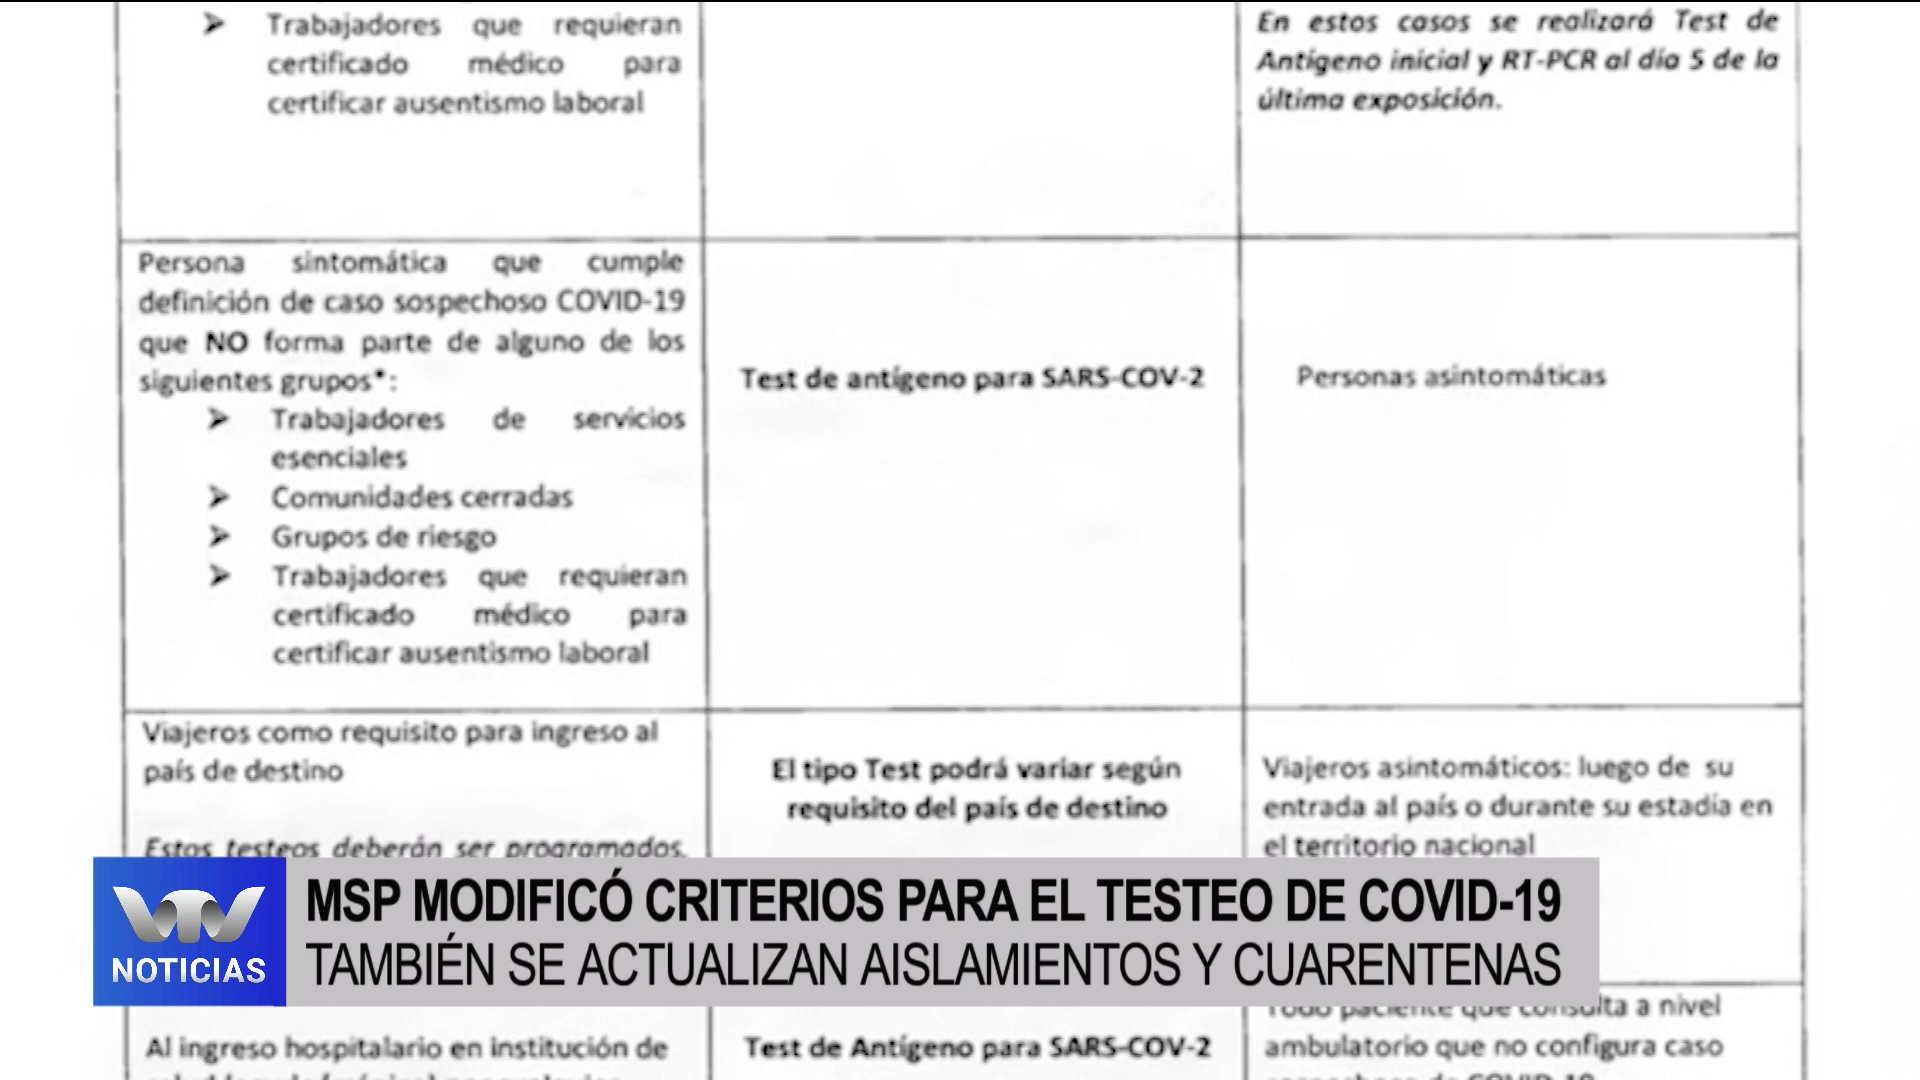 ➤ Trabajadores que requieran
certificado médico para
certificar ausentismo laboral
En estos casos se realizará Test de
Antígeno inicial y RT-PCR al día 5 de la
última exposición.
Persona sintomática que cumple
definición de caso sospechoso COVID-19
que NO forma parte de alguno de los
siguientes grupos*:
➤ Trabajadores de servicios
esenciales
➤ Comunidades cerradas
➤ Grupos de riesgo
➤ Trabajadores que requieran
certificado médico para
certificar ausentismo laboral
Test de antígeno para SARS-COV-2
Personas asintomáticas
Viajeros como requisito para ingreso al
país de destino
Estos testeos deberán ser programados,
El tipo Test podrá variar según
requisito del país de destino
Viajeros asintomáticos: luego de su
entrada al país o durante su estadía en
el territorio nacional
VTV
NOTICIAS
MSP MODIFICÓ CRITERIOS PARA EL TESTEO DE COVID-19
TAMBIÉN SE ACTUALIZAN AISLAMIENTOS Y CUARENTENAS
Al ingreso hospitalario en institución de
Test de Antígeno para SARS-COV-2
Todo paciente que consulta a nivel
ambulatorio que no configura caso